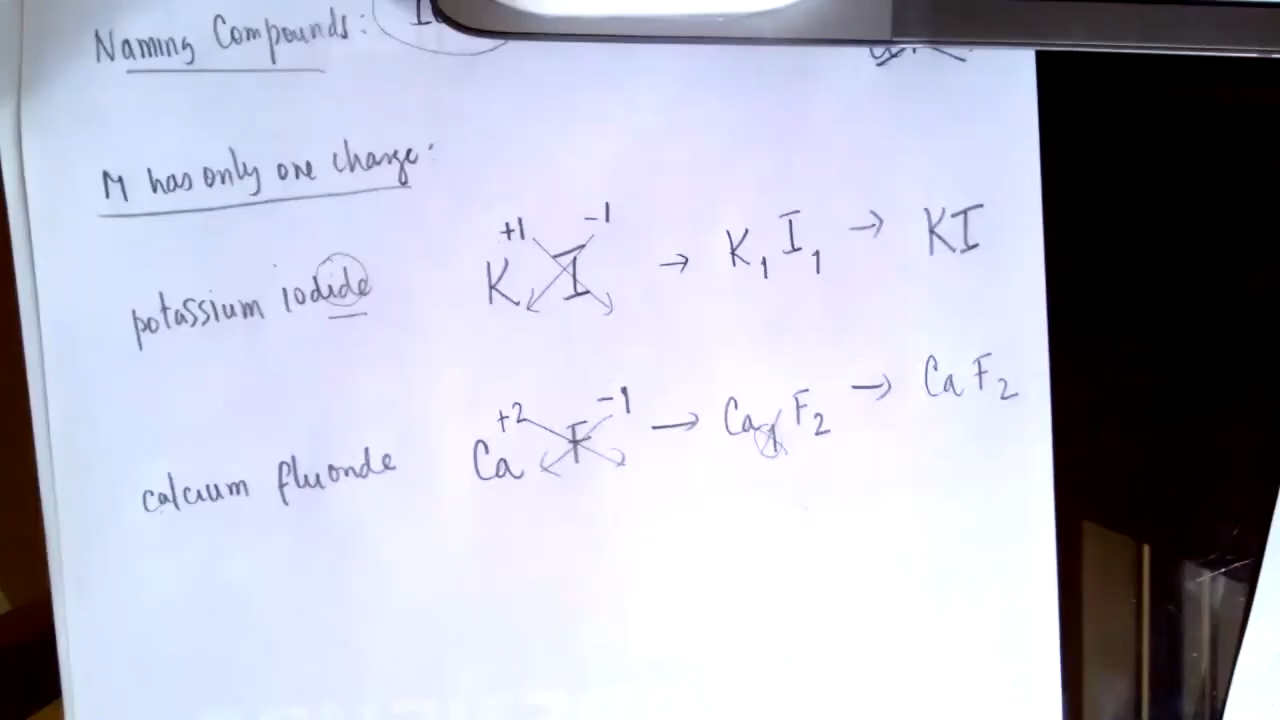 Naming Compounds:
M has only one charge.
potassium iodide K +1 I -1 → K₁ I₁ → KI
calcium fluoride Ca +2 F -1 → Ca₁ F₂ → CaF₂